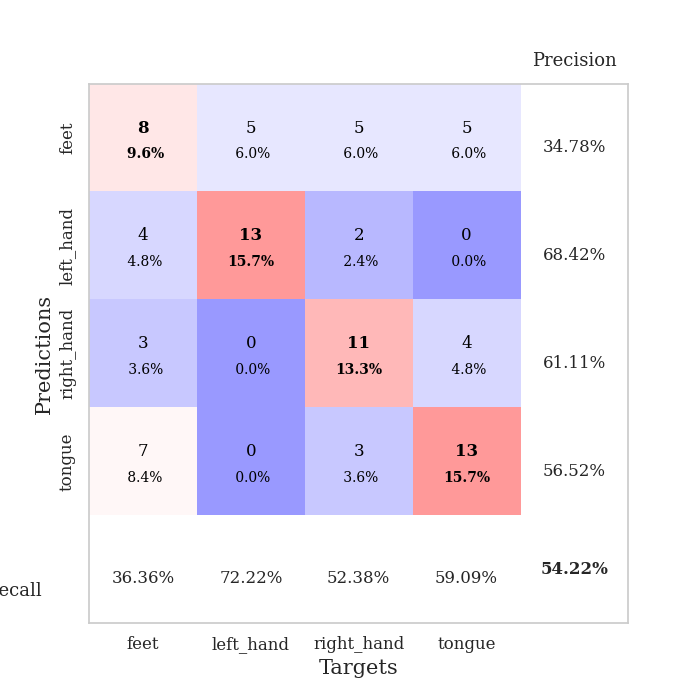 Precision
feet 8 5 5 5 34.78%
9.6% 6.0% 6.0% 6.0%
left_hand 4 13 2 0 68.42%
4.8% 15.7% 2.4% 0.0%
right_hand 3 0 11 4 61.11%
3.6% 0.0% 13.3% 4.8%
tongue 7 0 3 13 56.52%
8.4% 0.0% 3.6% 15.7%
Predictions
ecall 36.36% 72.22% 52.38% 59.09% 54.22%
feet left_hand right_hand tongue
Targets